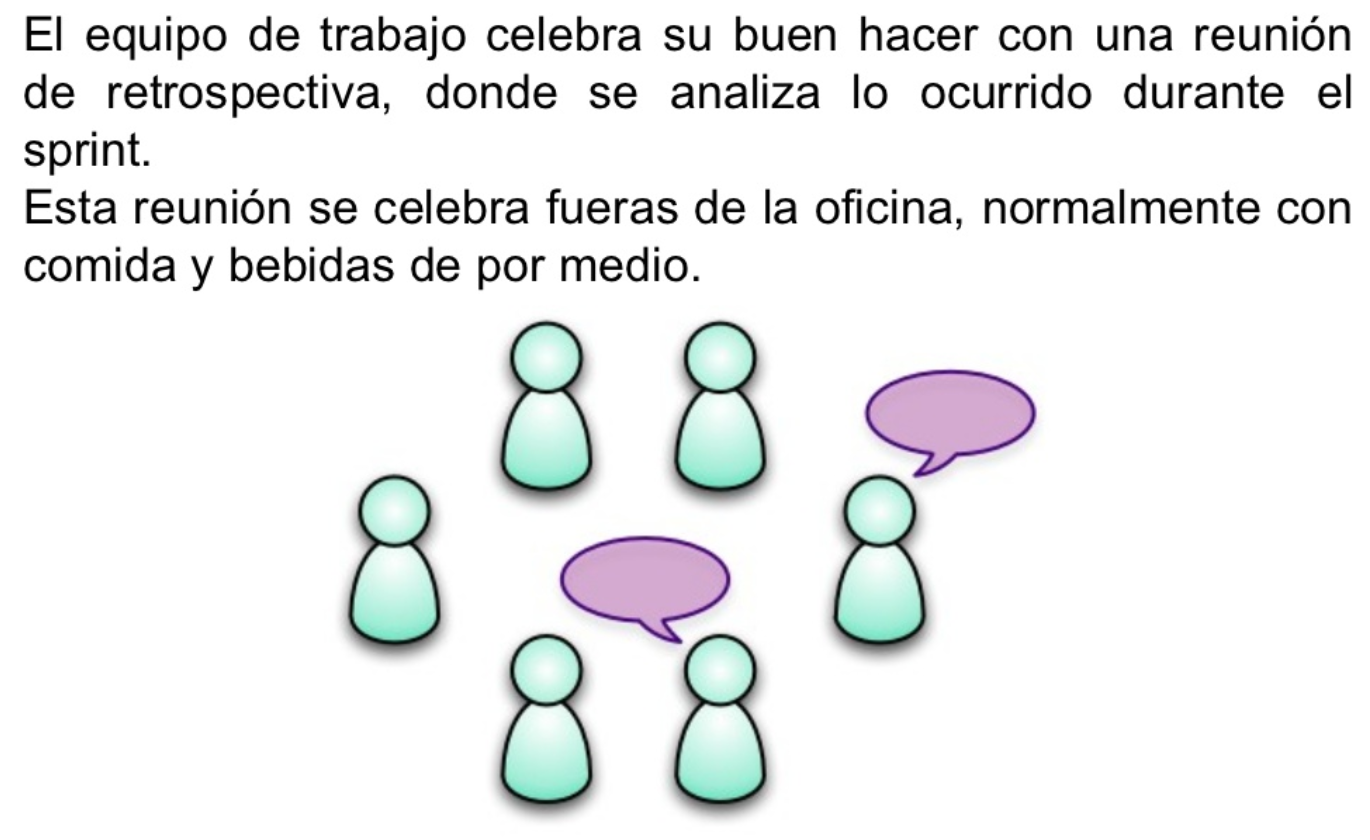 El equipo de trabajo celebra su buen hacer con una reunión
de retrospectiva, donde se analiza lo ocurrido durante el
sprint.
Esta reunión se celebra fueras de la oficina, normalmente con
comida y bebidas de por medio.